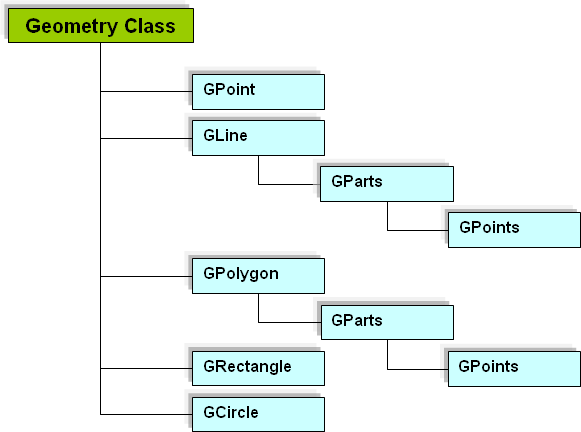 Geometry Class
GPoint
GLine
GParts
GPoints
GPolygon
GParts
GPoints
GRectangle
GCircle